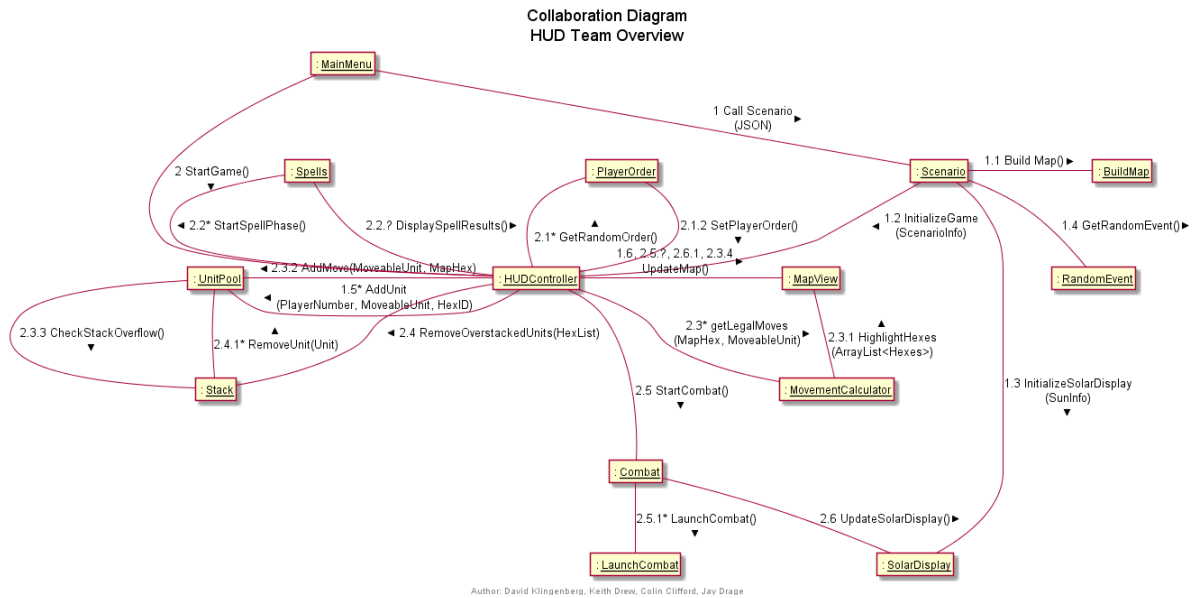 Collaboration Diagram
HUD Team Overview
: MainMenu
1 Call Scenario
(JSON)
2 StartGame()
: Spells
: PlayerOrder
: Scenario
1.1 Build Map()
: BuildMap
2.2* StartSpellPhase()
2.2.? DisplaySpellResults()
2.1* GetRandomOrder()
2.1.2 SetPlayerOrder()
1.2 InitializeGame
(ScenarioInfo)
1.4 GetRandomEvent()
1.6, 2.5.?, 2.6.1, 2.3.4
UpdateMap()
2.3.2 AddMove(MoveableUnit, MapHex)
: UnitPool
: HUDController
: MapView
: RandomEvent
1.5* AddUnit
(PlayerNumber, MoveableUnit, HexID)
2.3.3 CheckStackOverflow()
2.4.1* RemoveUnit(Unit)
2.4 RemoveOverstackedUnits(HexList)
2.3* getLegalMoves
(MapHex, MoveableUnit)
2.3.1 HighlightHexes
(ArrayList<Hexes>)
: Stack
2.5 StartCombat()
: MovementCalculator
1.3 InitializeSolarDisplay
(SunInfo)
: Combat
2.5.1* LaunchCombat()
2.6 UpdateSolarDisplay()
: LaunchCombat
: SolarDisplay
Author: David Klingenberg, Keith Drew, Colin Clifford, Jay Drage